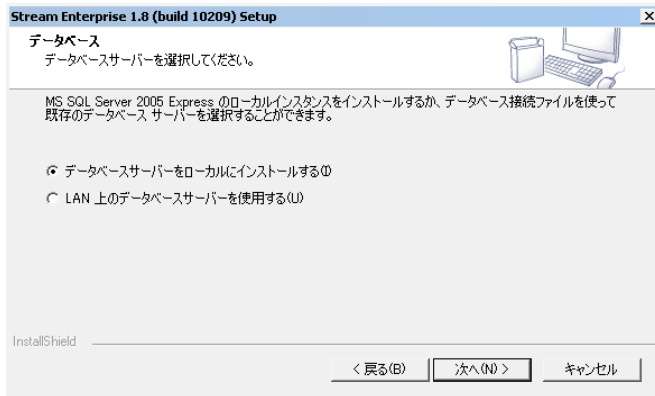 Stream Enterprise 1.8 (build 10209) Setup
データベース
データベースサーバーを選択してください。
MS SQL Server 2005 Express のローカルインスタンスをインストールするか、データベース接続ファイルを使って
既存のデータベース サーバーを選択することができます。
データベースサーバーをローカルにインストールする(I)
LAN 上のデータベースサーバーを使用する(U)
InstallShield
< 戻る(B)
次へ(N) >
キャンセル